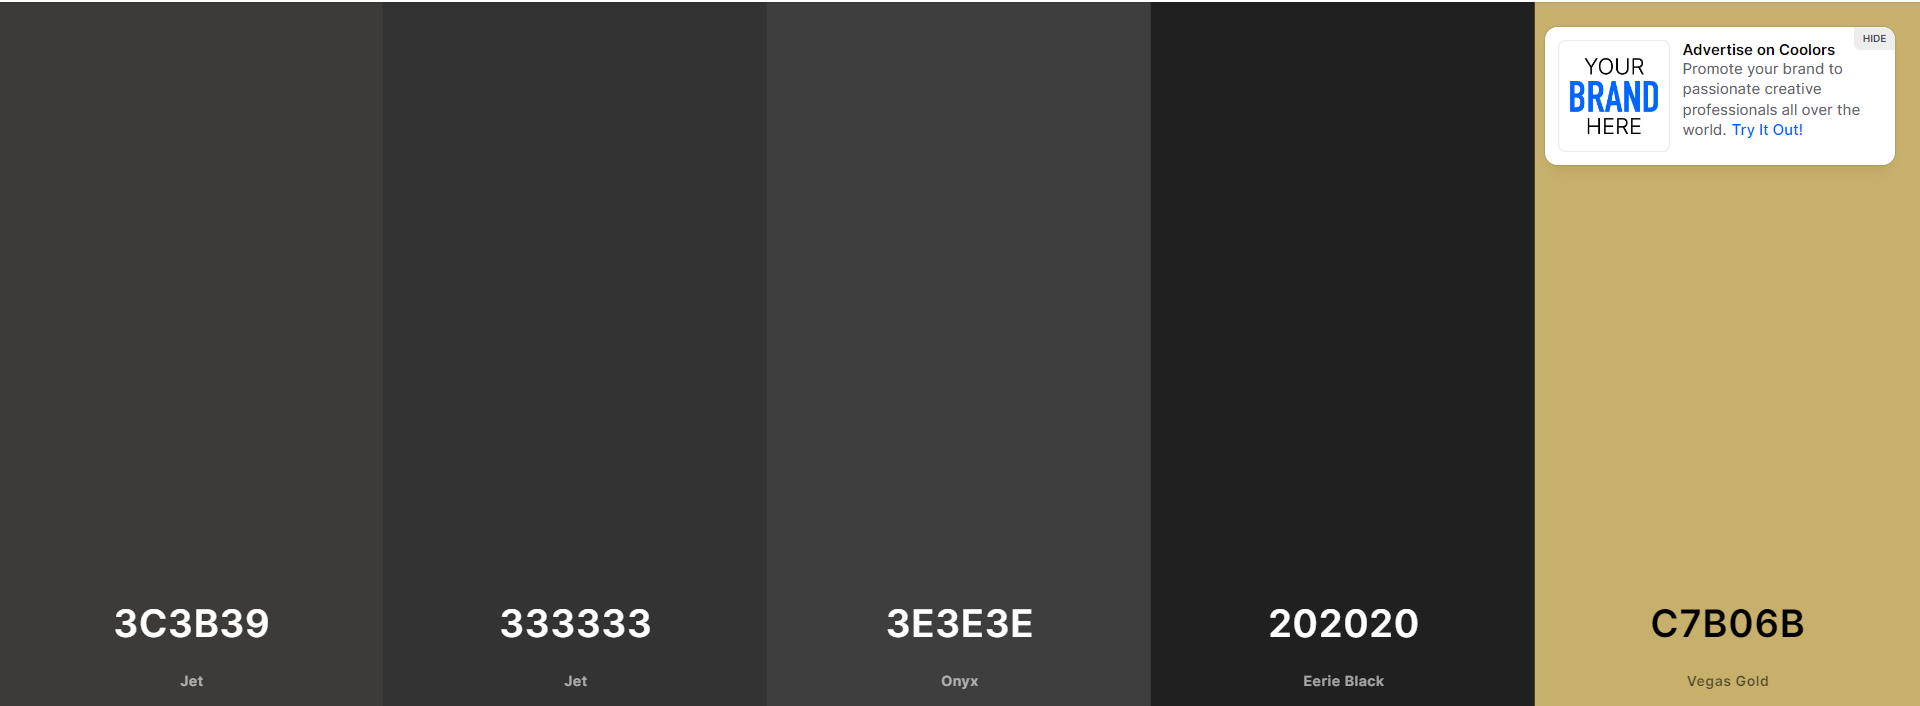 HIDE
YOUR
BRAND
HERE
Advertise on Coolors
Promote your brand to
passionate creative
professionals all over the
world. Try It Out!
3C3B39
Jet
333333
Jet
3E3E3E
Onyx
202020
Eerie Black
C7B06B
Vegas Gold